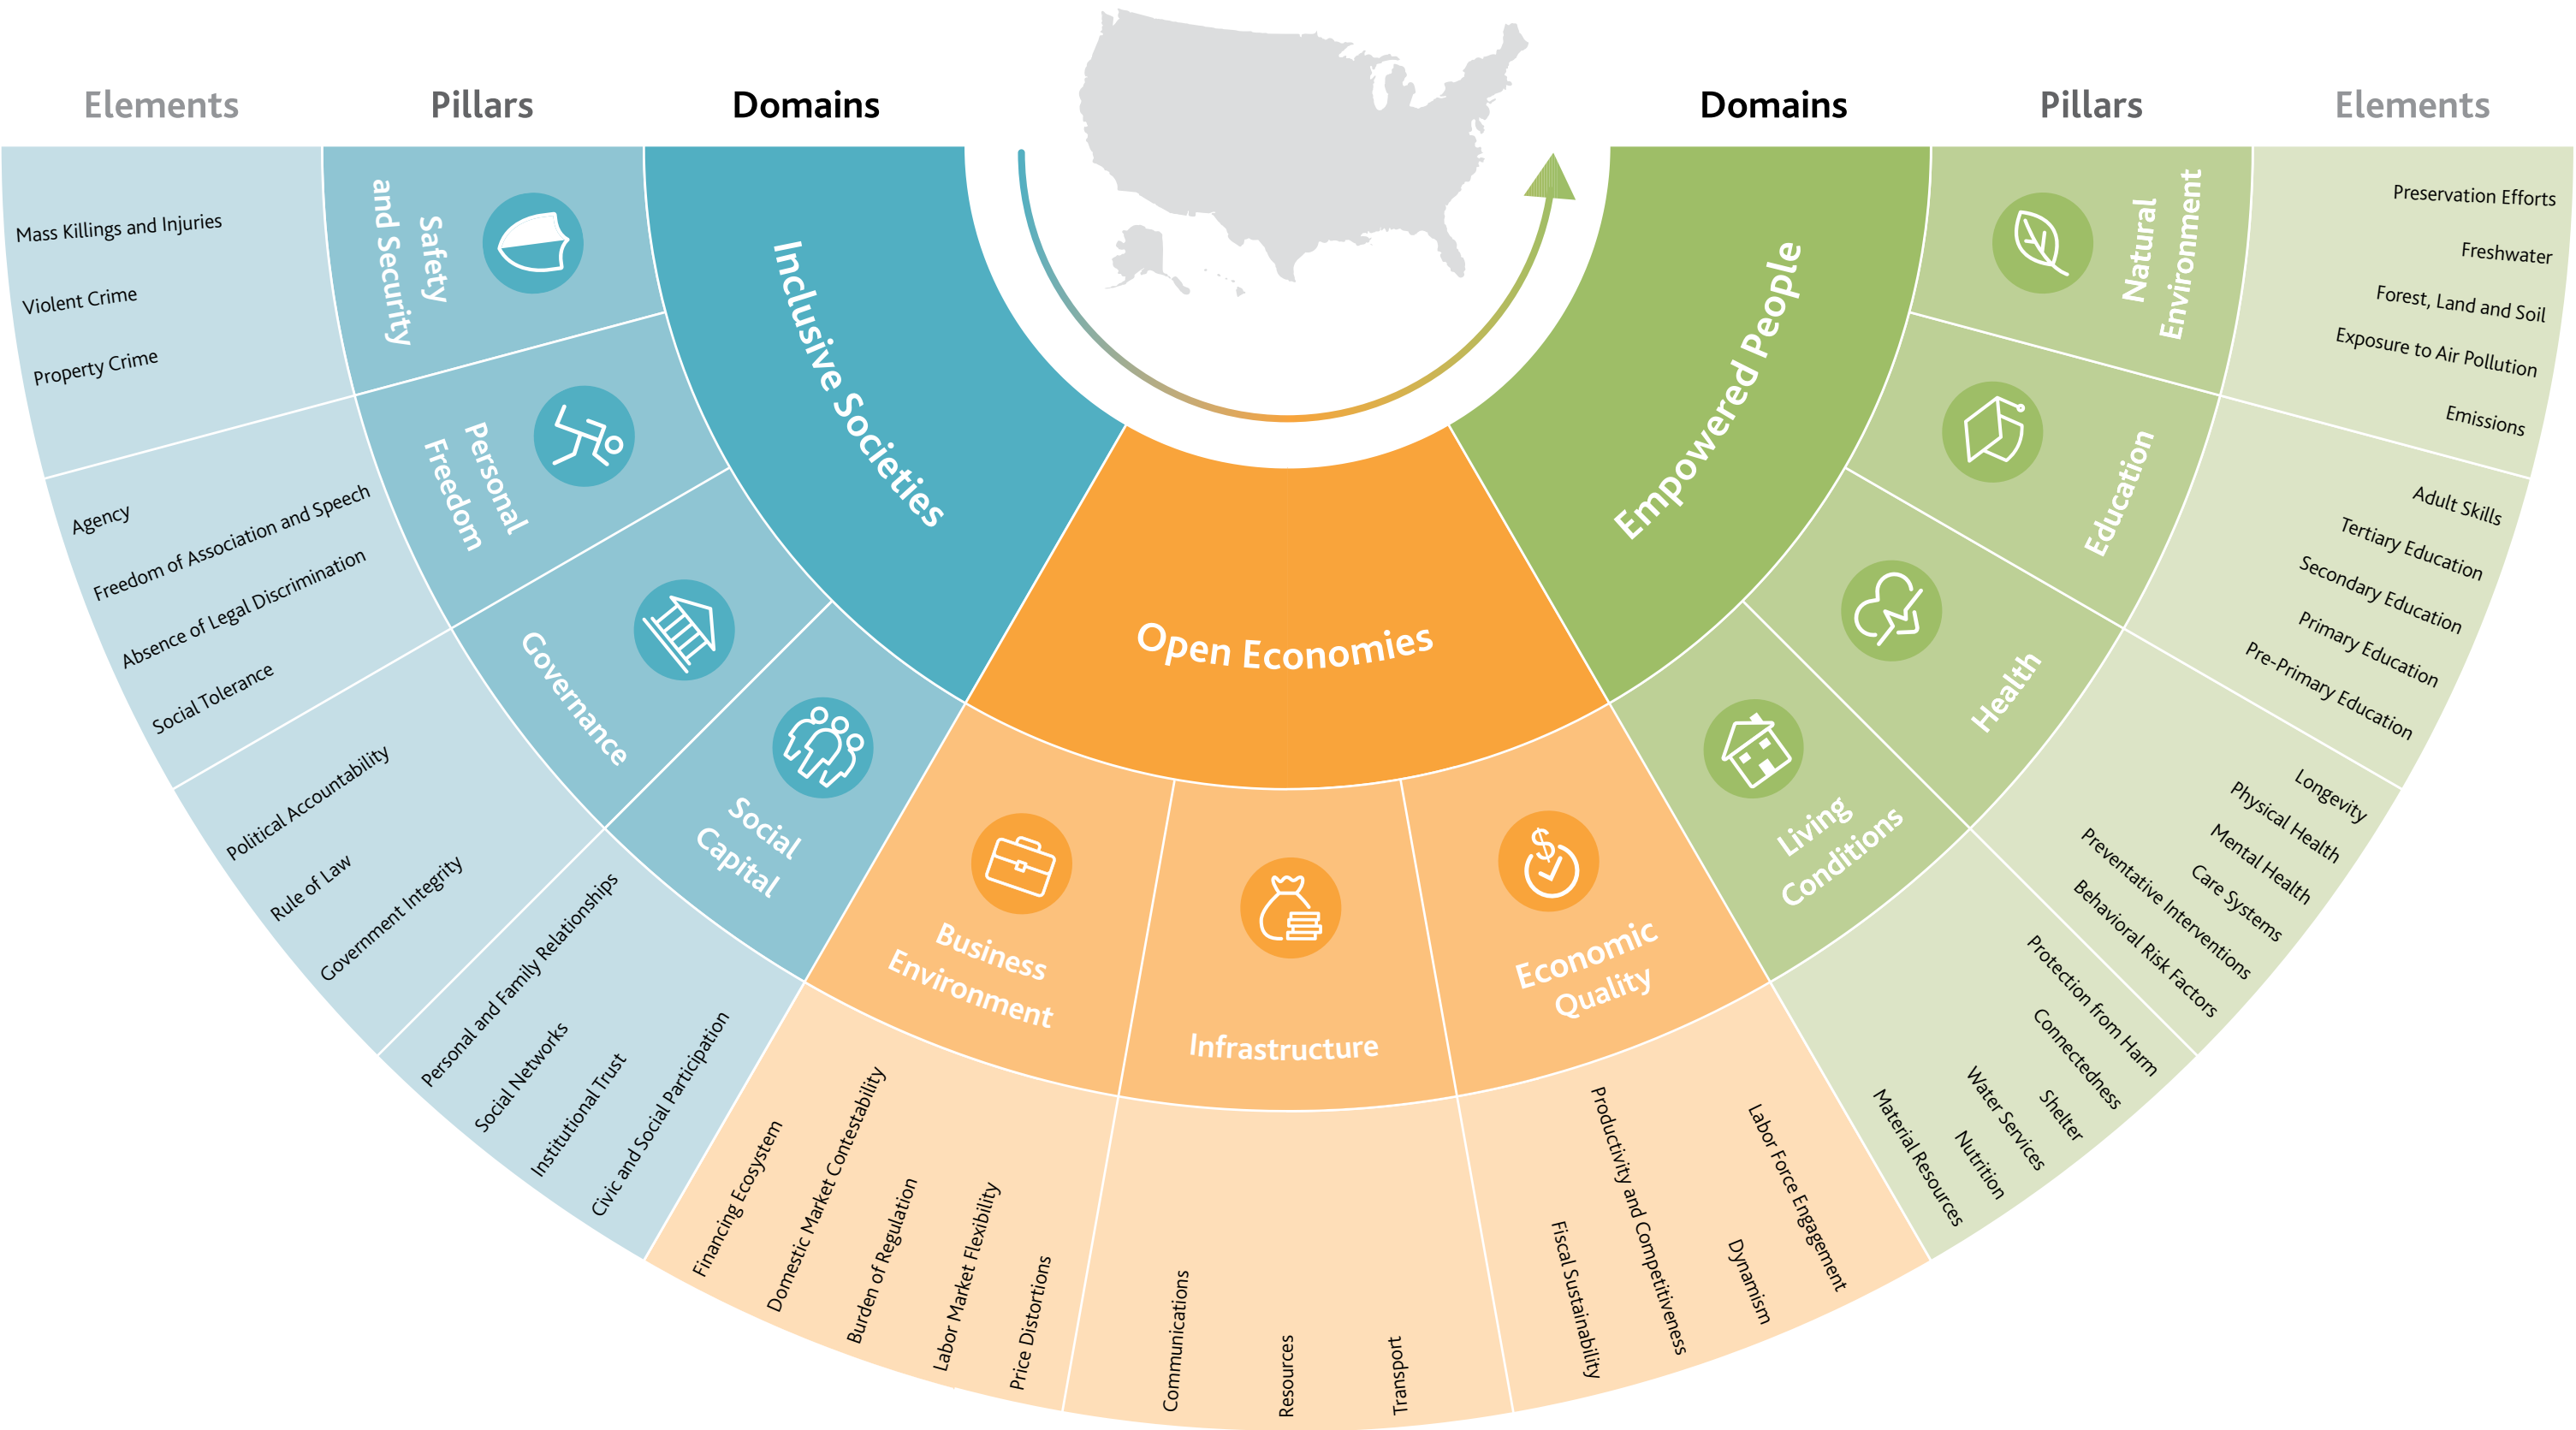 Elements
Pillars
Domains
Domains
Pillars
Elements
Inclusive Societies
Safety
and Security
Mass Killings and Injuries
Violent Crime
Property Crime
Personal
Freedom
Agency
Freedom of Association and Speech
Absence of Legal Discrimination
Social Tolerance
Governance
Political Accountability
Rule of Law
Government Integrity
Social
Capital
Personal and Family Relationships
Social Networks
Institutional Trust
Civic and Social Participation
Open Economies
Business
Environment
Financing Ecosystem
Domestic Market Contestability
Burden of Regulation
Labor Market Flexibility
Price Distortions
Infrastructure
Communications
Resources
Transport
$
Economic
Quality
Fiscal Sustainability
Productivity and Competitiveness
Dynamism
Labor Force Engagement
Empowered People
Living
Conditions
Material Resources
Nutrition
Water Services
Shelter
Connectedness
Protection from Harm
Health
Behavioral Risk Factors
Preventative Interventions
Care Systems
Mental Health
Physical Health
Longevity
Education
Pre-Primary Education
Primary Education
Secondary Education
Tertiary Education
Adult Skills
Natural
Environment
Emissions
Exposure to Air Pollution
Forest, Land and Soil
Freshwater
Preservation Efforts